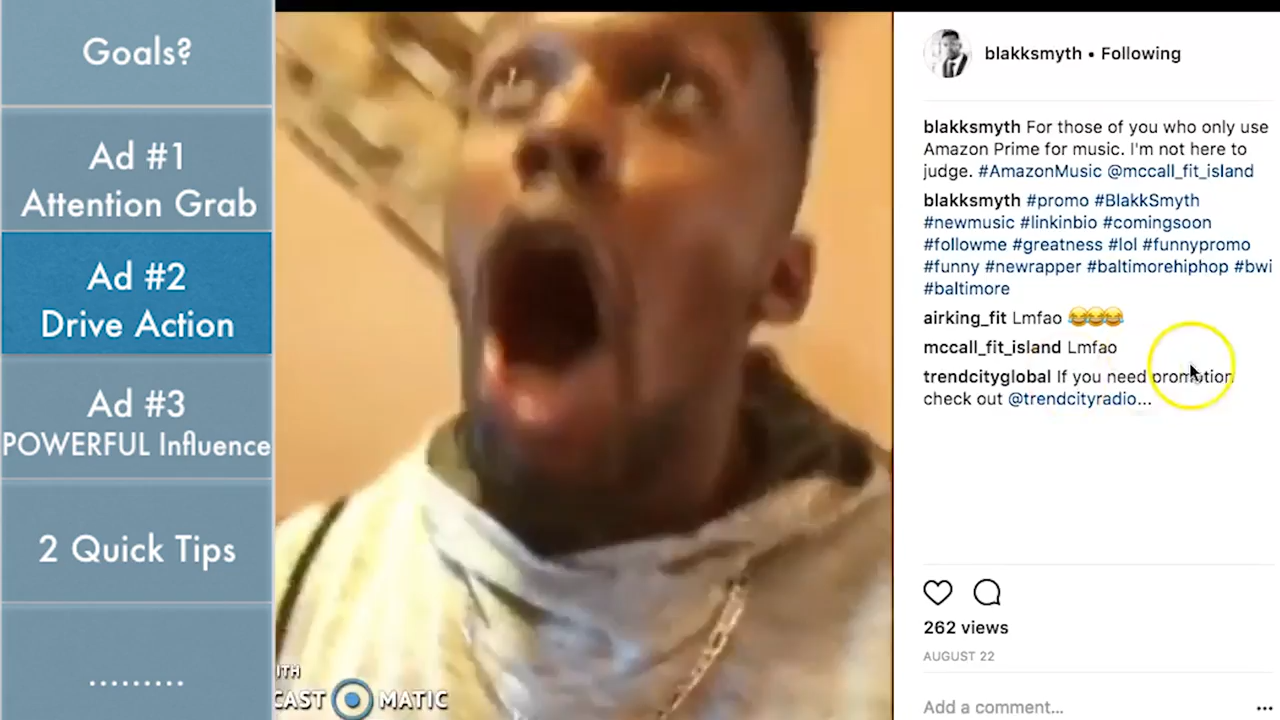 Goals?
Ad #1
Attention Grab
Ad #2
Drive Action
Ad #3
POWERFUL Influence
2 Quick Tips
.........
ITH
CAST MATIC
blakksmyth • Following
blakksmyth For those of you who only use
Amazon Prime for music. I'm not here to
judge. #AmazonMusic @mccall_fit_island
blakksmyth #promo #BlakkSmyth
#newmusic #linkinbio #comingsoon
#followme #greatness #lol #funnypromo
#funny #newrapper #baltimorehiphop #bwi
#baltimore
airking_fit Lmfao 😂😂😂
mccall_fit_island Lmfao
trendcityglobal If you need promotion
check out @trendcityradio...
262 views
AUGUST 22
Add a comment...